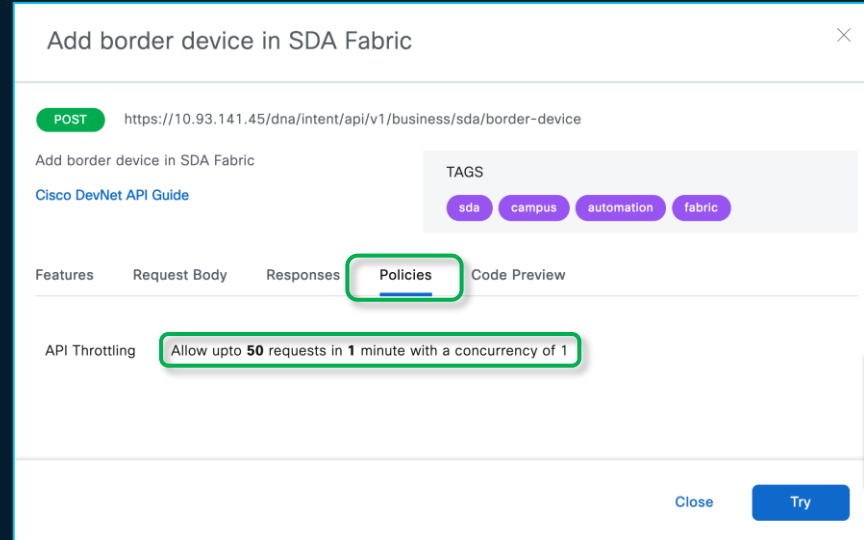 Add border device in SDA Fabric
POST https://10.93.141.45/dna/intent/api/v1/business/sda/border-device
Add border device in SDA Fabric
Cisco DevNet API Guide
TAGS
sda campus automation fabric
Features Request Body Responses Policies Code Preview
API Throttling Allow upto 50 requests in 1 minute with a concurrency of 1
Close Try